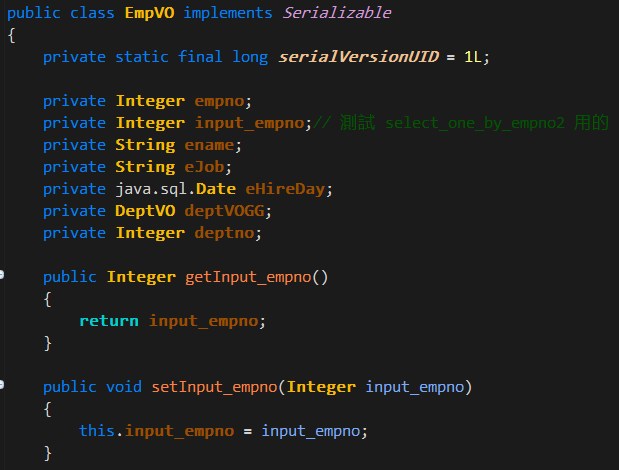 public class EmpVO implements Serializable
{
    private static final long serialVersionUID = 1L;
    private Integer empno;
    private Integer input_empno;// 測試 select_one_by_empno2 用的
    private String ename;
    private String eJob;
    private java.sql.Date eHireDay;
    private DeptVO deptVOGG;
    private Integer deptno;
    public Integer getInput_empno()
    {
        return input_empno;
    }
    public void setInput_empno(Integer input_empno)
    {
        this.input_empno = input_empno;
    }